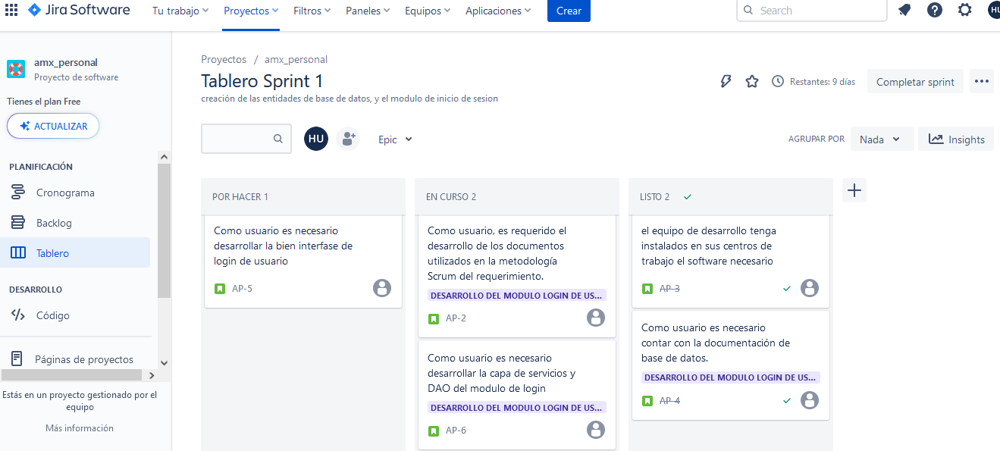 Jira Software
Tu trabajo
Proyectos
Filtros
Paneles
Equipos
Aplicaciones
Crear
Search
HU
amx_personal
Proyecto de software
Tienes el plan Free
ACTUALIZAR
PLANIFICACIÓN
Cronograma
Backlog
Tablero
DESARROLLO
Código
Páginas de proyectos
Estás en un proyecto gestionado por el
equipo
Más información
Proyectos / amx_personal
Tablero Sprint 1
creación de las entidades de base de datos, y el modulo de inicio de sesion
Restantes: 9 días
Completar sprint
HU
Epic
AGRUPAR POR
Nada
Insights
POR HACER 1
Como usuario es necesario
desarrollar la bien interfase de
login de usuario
AP-5
EN CURSO 2
Como usuario, es requerido el
desarrollo de los documentos
utilizados en la metodología
Scrum del requerimiento.
DESARROLLO DEL MODULO LOGIN DE US...
AP-2
Como usuario es necesario
desarrollar la capa de servicios y
DAO del modulo de login
DESARROLLO DEL MODULO LOGIN DE US...
AP-6
LISTO 2
el equipo de desarrollo tenga
instalados en sus centros de
trabajo el software necesario
AP-3
Como usuario es necesario
contar con la documentación de
base de datos.
DESARROLLO DEL MODULO LOGIN DE US...
AP-4